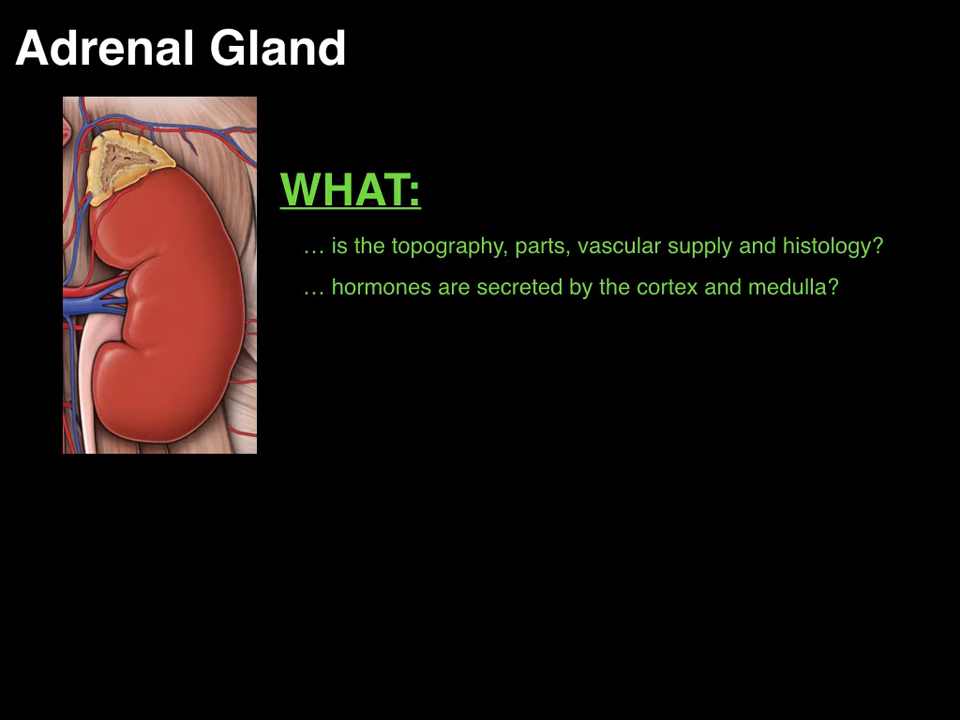 Adrenal Gland
WHAT:
… is the topography, parts, vascular supply and histology?
… hormones are secreted by the cortex and medulla?